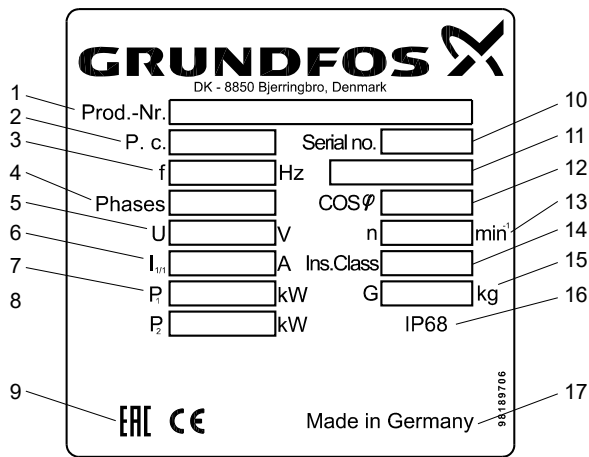 GRUNDFOS
DK - 8850 Bjerringbro, Denmark
1 Prod.-Nr.
2 P. c. Serial no. 10
3 f Hz 11
4 Phases COSφ 12
5 U V n min⁻¹ 13
6 I1/1 A Ins.Class 14
7 P1 kW G kg 15
8 P2 kW IP68 16
9 EAC CE Made in Germany 17
98189706